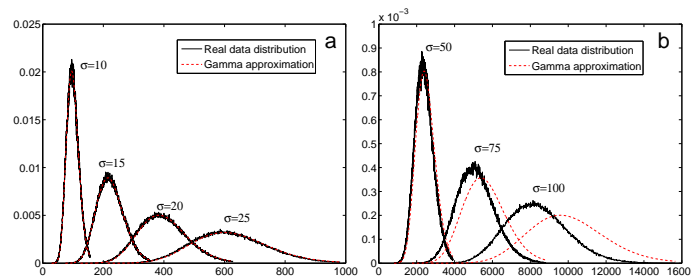 a
Real data distribution
Gamma approximation
σ=10
σ=15
σ=20
σ=25
0.025
0.02
0.015
0.01
0.005
0
0 200 400 600 800 1000
x 10⁻³
b
Real data distribution
Gamma approximation
σ=50
σ=75
σ=100
1
0.9
0.8
0.7
0.6
0.5
0.4
0.3
0.2
0.1
0
0 2000 4000 6000 8000 10000 12000 14000 16000